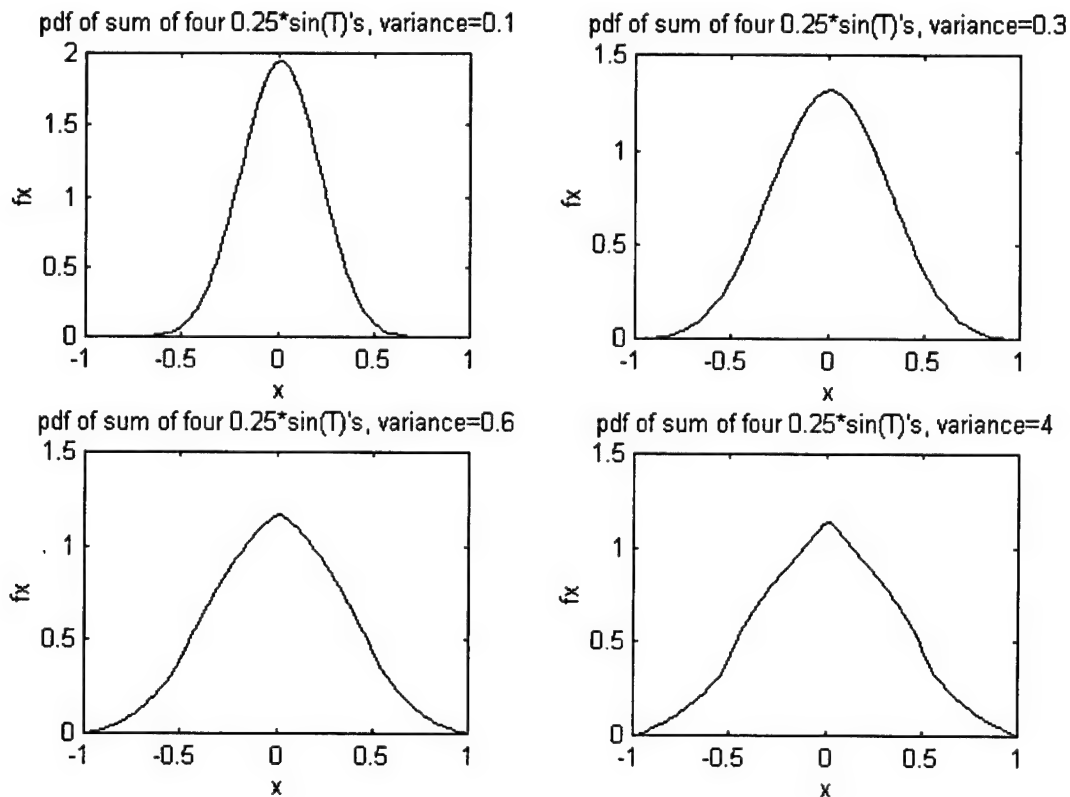 pdf of sum of four 0.25*sin(T)'s, variance=0.1
2
1.5
1
0.5
0
fx
-1 -0.5 0 0.5 1
x
pdf of sum of four 0.25*sin(T)'s, variance=0.3
1.5
1
0.5
0
fx
-1 -0.5 0 0.5 1
x
pdf of sum of four 0.25*sin(T)'s, variance=0.6
1.5
1
0.5
0
fx
-1 -0.5 0 0.5 1
x
pdf of sum of four 0.25*sin(T)'s, variance=4
1.5
1
0.5
0
fx
-1 -0.5 0 0.5 1
x